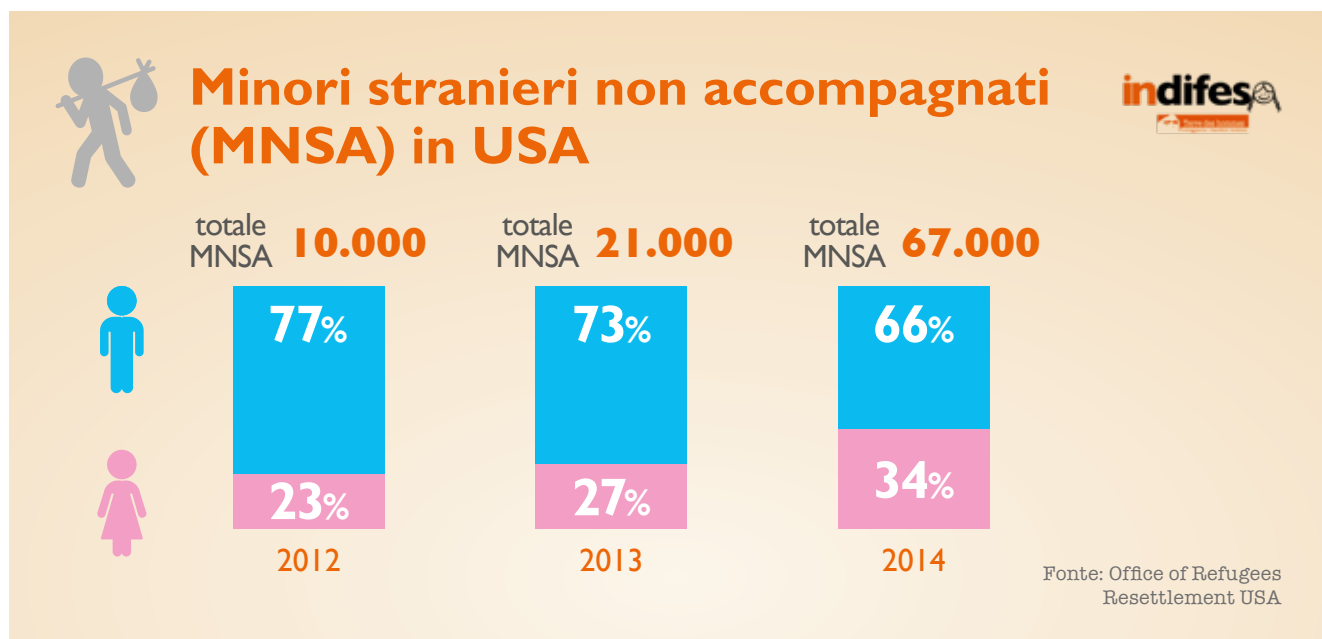 Minori stranieri non accompagnati
(MNSA) in USA
indifesa
totale
MNSA 10.000
totale
MNSA 21.000
totale
MNSA 67.000
77%
73%
66%
23%
27%
34%
2012
2013
2014
Fonte: Office of Refugees
Resettlement USA